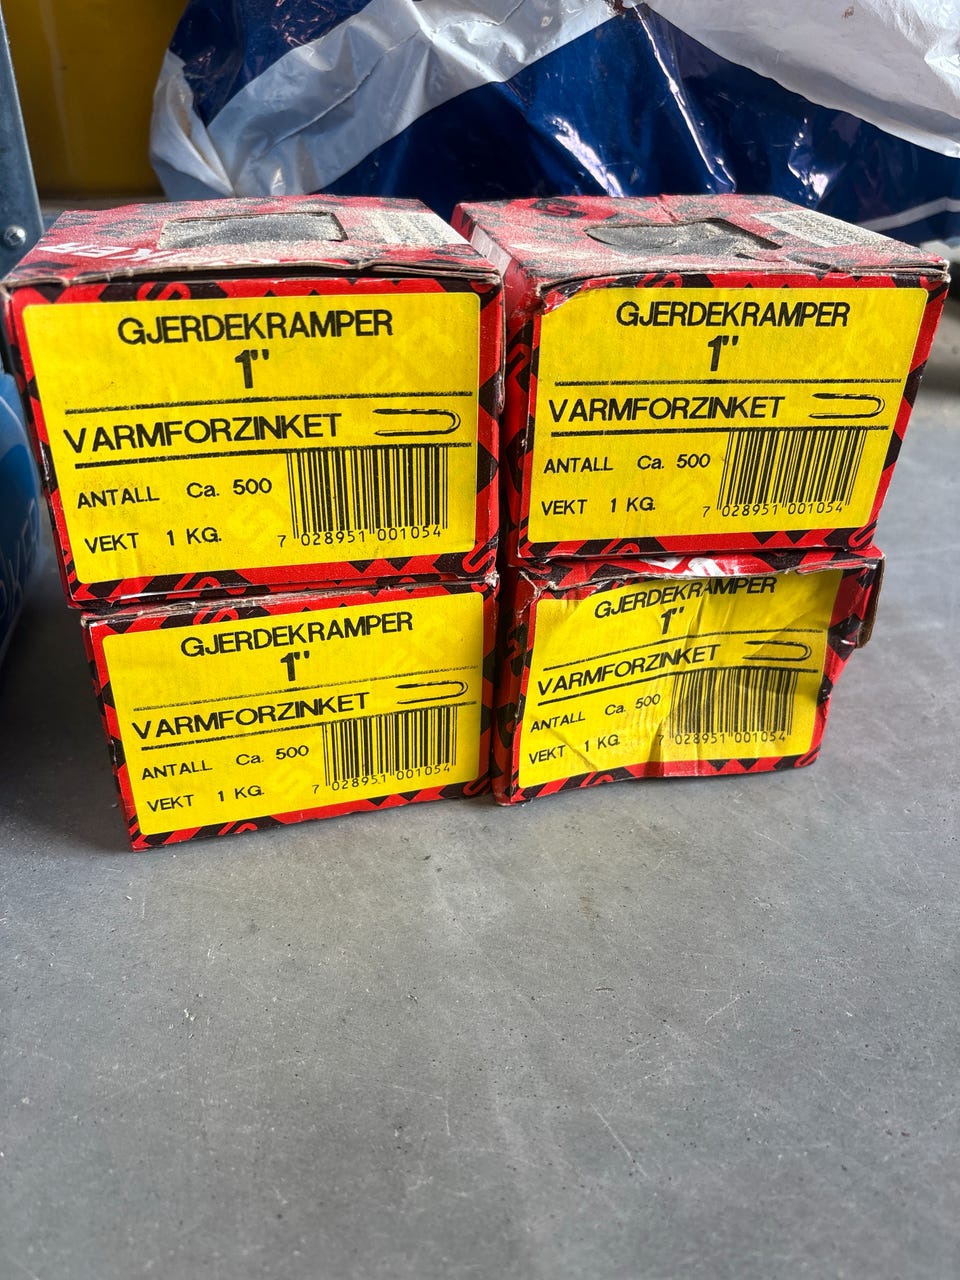 GJERDEKRAMPER
1"
VARMFORZINKET
ANTALL Ca. 500
VEKT 1 KG.
7 028951 001054
GJERDEKRAMPER
1"
VARMFORZINKET
ANTALL Ca. 500
VEKT 1 KG.
7 028951 001054
GJERDEKRAMPER
1"
VARMFORZINKET
ANTALL Ca. 500
VEKT 1 KG.
7 028951 001054
GJERDEKRAMPER
1"
VARMFORZINKET
ANTALL Ca. 500
VEKT 1 KG.
7 028951 001054